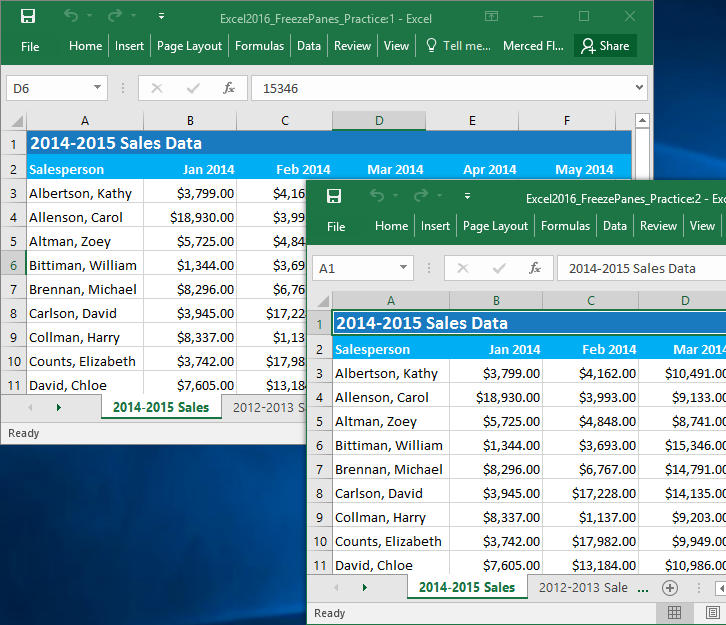 Excel2016_FreezePanes_Practice:1 - Excel
File Home Insert Page Layout Formulas Data Review View Tell me... Merced Fl... Share
D6 fx 15346
A B C D E F
1 2014-2015 Sales Data
2 Salesperson Jan 2014 Feb 2014 Mar 2014 Apr 2014 May 2014
3 Albertson, Kathy $3,799.00 $4,16
4 Allenson, Carol $18,930.00 $3,99
5 Altman, Zoey $5,725.00 $4,84
6 Bittiman, William $1,344.00 $3,69
7 Brennan, Michael $8,296.00 $6,76
8 Carlson, David $3,945.00 $17,22
9 Collman, Harry $8,337.00 $1,13
10 Counts, Elizabeth $3,742.00 $17,98
11 David, Chloe $7,605.00 $13,18
2014-2015 Sales 2012-2013 S
Ready
Excel2016_FreezePanes_Practice:2 - Exc
File Home Insert Page Layout Formulas Data Review View
A1 fx 2014-2015 Sales Data
A B C D
1 2014-2015 Sales Data
2 Salesperson Jan 2014 Feb 2014 Mar 2014
3 Albertson, Kathy $3,799.00 $4,162.00 $10,491.00
4 Allenson, Carol $18,930.00 $3,993.00 $9,133.00
5 Altman, Zoey $5,725.00 $4,848.00 $8,741.00
6 Bittiman, William $1,344.00 $3,693.00 $15,346.00
7 Brennan, Michael $8,296.00 $6,767.00 $14,791.00
8 Carlson, David $3,945.00 $17,228.00 $14,135.00
9 Collman, Harry $8,337.00 $1,137.00 $9,203.00
10 Counts, Elizabeth $3,742.00 $17,982.00 $9,949.00
11 David, Chloe $7,605.00 $13,184.00 $10,986.00
2014-2015 Sales 2012-2013 Sale ...
Ready